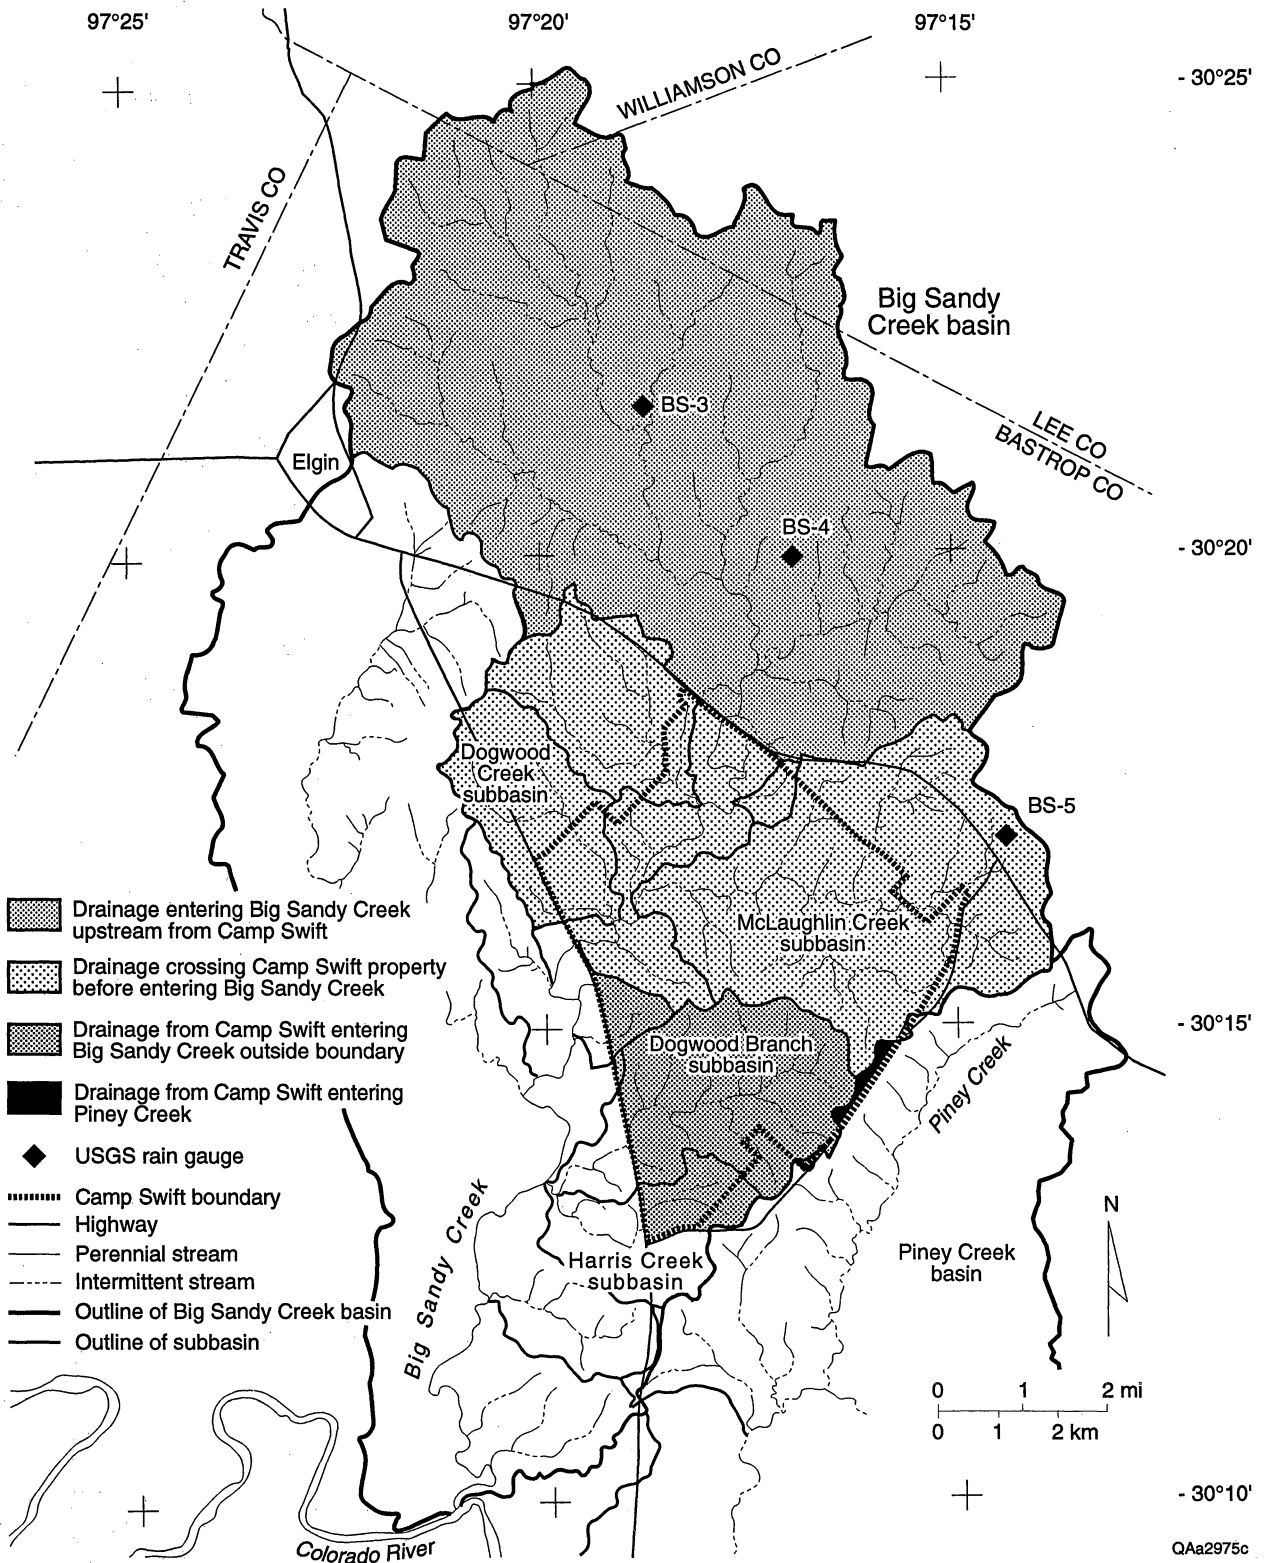 97°25'
97°20'
97°15'
- 30°25'
WILLIAMSON CO
TRAVIS CO
Big Sandy
Creek basin
BS-3
LEE CO
BASTROP CO
Elgin
BS-4
- 30°20'
Dogwood
Creek
subbasin
BS-5
McLaughlin Creek
subbasin
Drainage entering Big Sandy Creek
upstream from Camp Swift
Drainage crossing Camp Swift property
before entering Big Sandy Creek
Drainage from Camp Swift entering
Big Sandy Creek outside boundary
Drainage from Camp Swift entering
Piney Creek
USGS rain gauge
Camp Swift boundary
Highway
Perennial stream
Intermittent stream
Outline of Big Sandy Creek basin
Outline of subbasin
- 30°15'
Dogwood Branch
subbasin
Piney Creek
Big Sandy Creek
Harris Creek
subbasin
Piney Creek
basin
N
0 1 2 mi
0 1 2 km
- 30°10'
Colorado River
QAa2975c